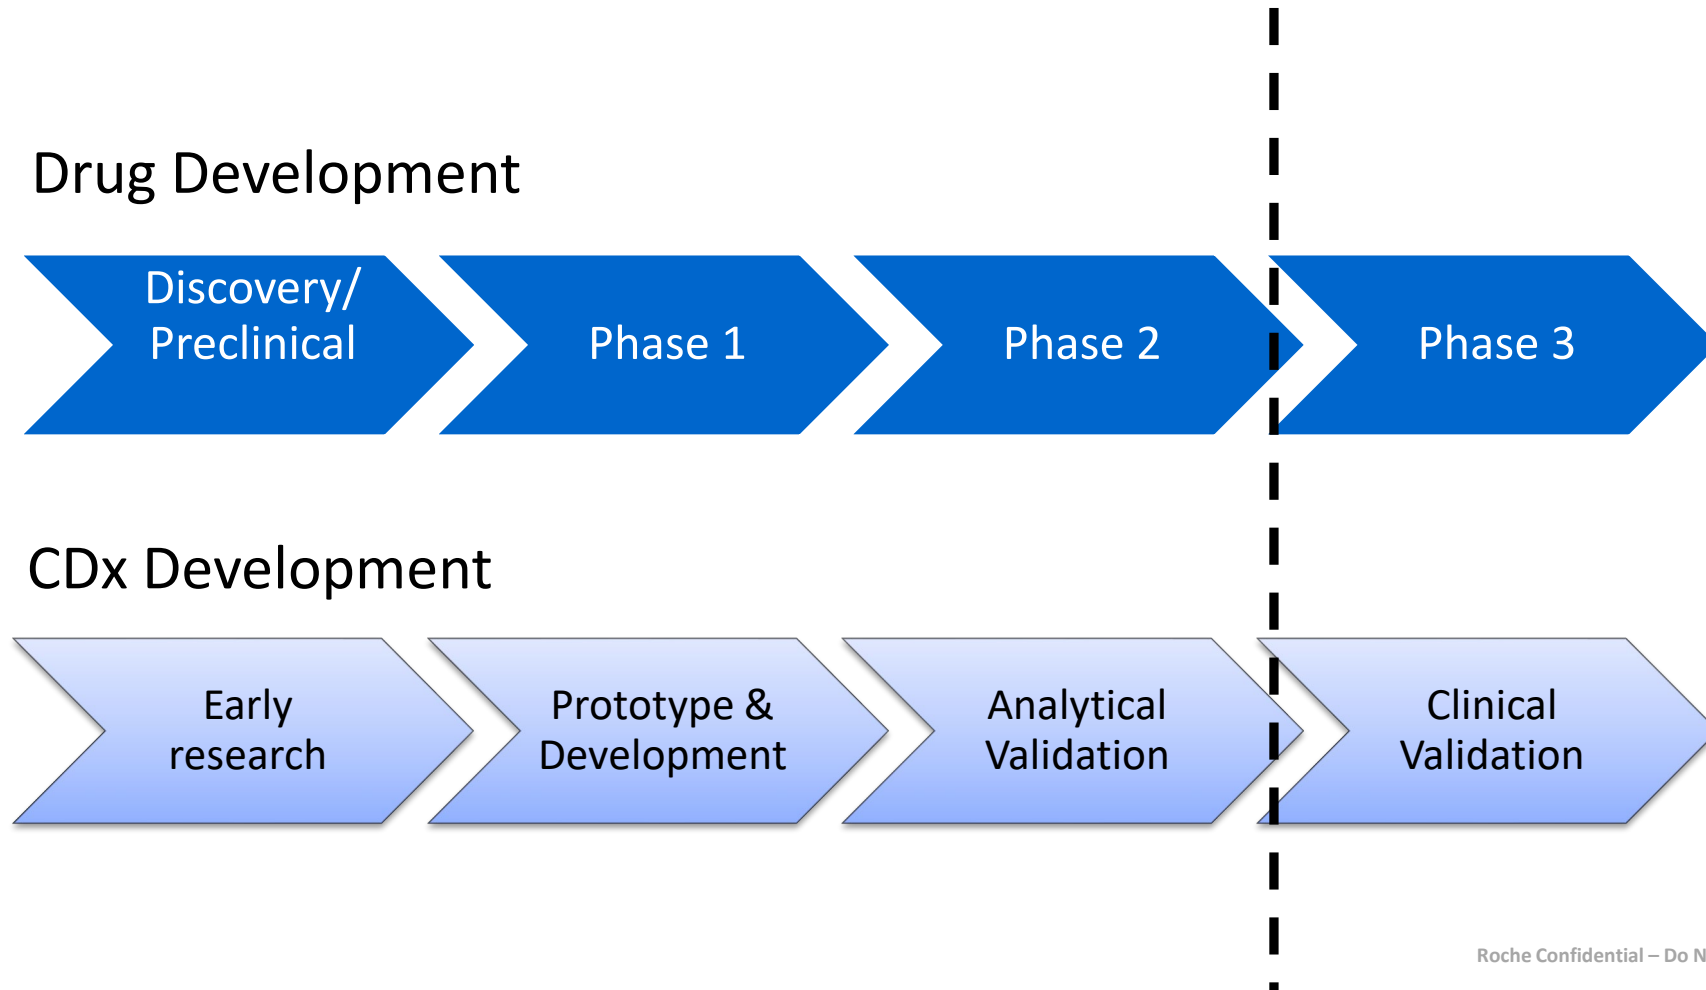 Drug Development
Discovery/
Preclinical
Phase 1
Phase 2
Phase 3
CDx Development
Early
research
Prototype &
Development
Analytical
Validation
Clinical
Validation
Roche Confidential – Do N